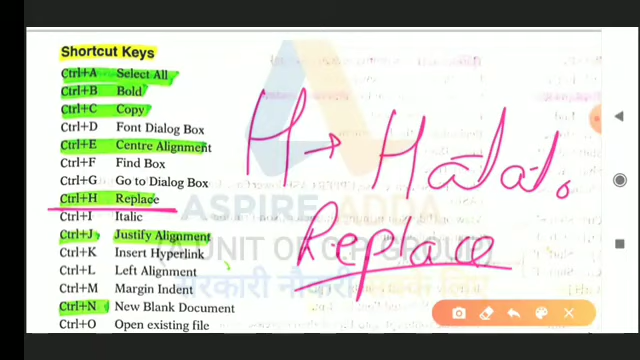 Shortcut Keys
Ctrl+A Select All
Ctrl+B Bold
Ctrl+C Copy
Ctrl+D Font Dialog Box
Ctrl+E Centre Alignment
Ctrl+F Find Box
Ctrl+G Go to Dialog Box
Ctrl+H Replace
Ctrl+I Italic
Ctrl+J Justify Alignment
Ctrl+K Insert Hyperlink
Ctrl+L Left Alignment
Ctrl+M Margin Indent
Ctrl+N New Blank Document
Ctrl+O Open existing file
H → Hatat.
Replace
ASPIRE ADDA
(A UNIT OF C.H GROUP)
सरकारी नौकरी